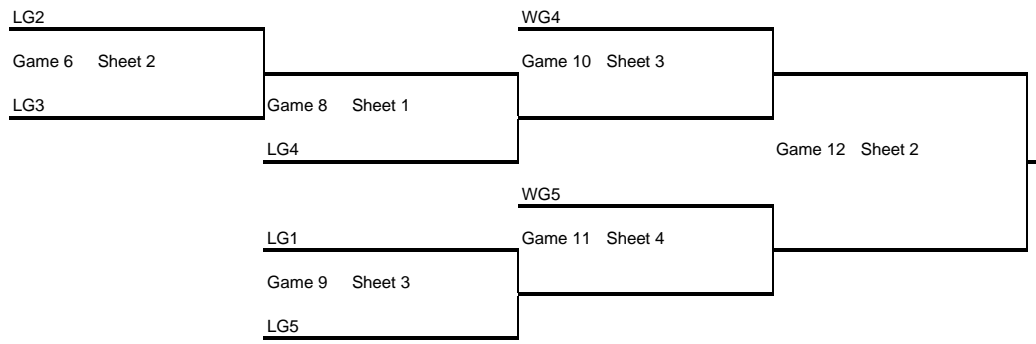 LG2
WG4
Game 6 Sheet 2
Game 10 Sheet 3
LG3
Game 8 Sheet 1
LG4
Game 12 Sheet 2
WG5
LG1
Game 11 Sheet 4
Game 9 Sheet 3
LG5